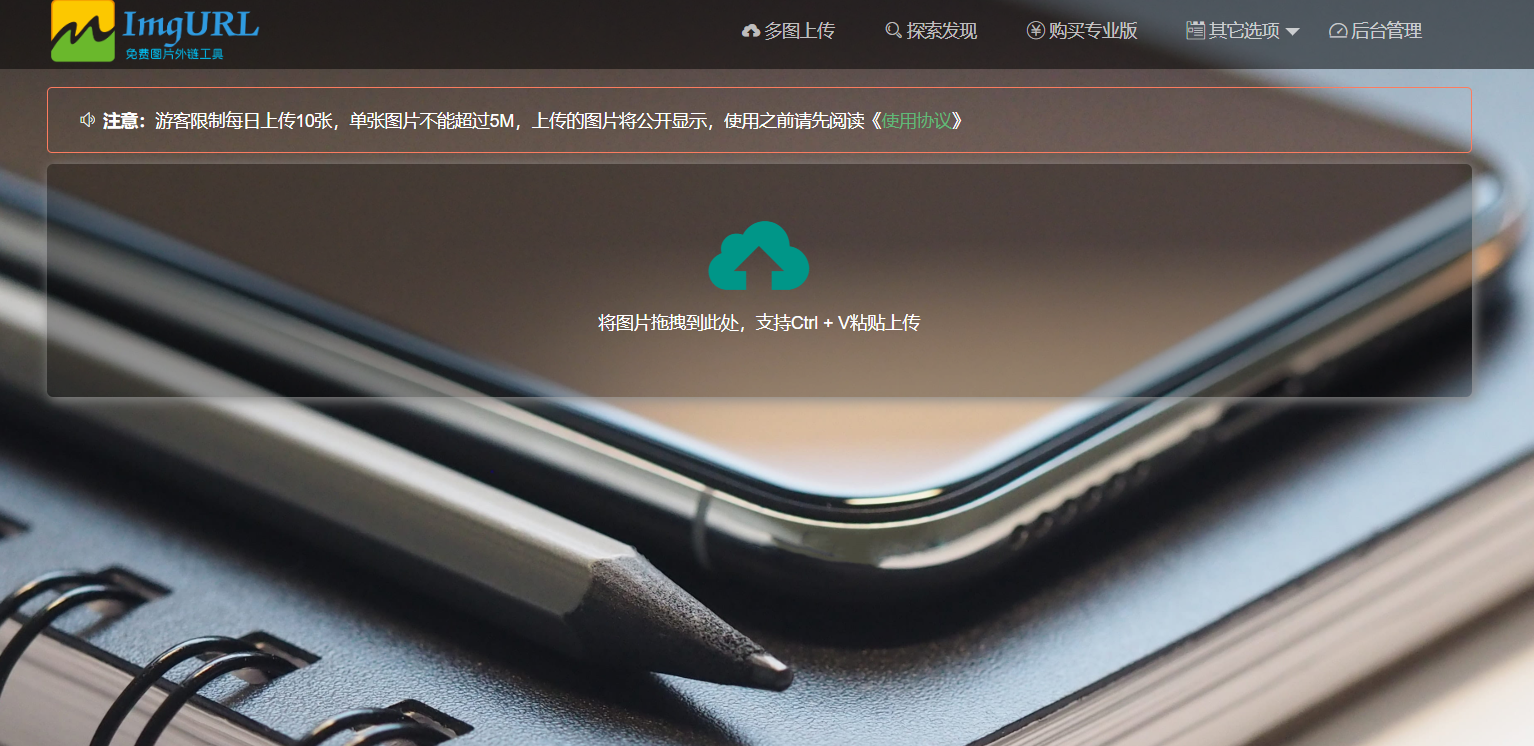 ImgURL
免费图片外链工具
多图上传 探索发现 购买专业版 其它选项 后台管理
注意：游客限制每日上传10张，单张图片不能超过5M，上传的图片将公开显示，使用之前请先阅读《使用协议》
将图片拖拽到此处，支持Ctrl + V粘贴上传